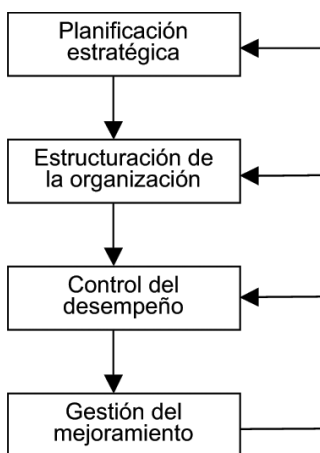 Planificación
estratégica
Estructuración de
la organización
Control del
desempeño
Gestión del
mejoramiento